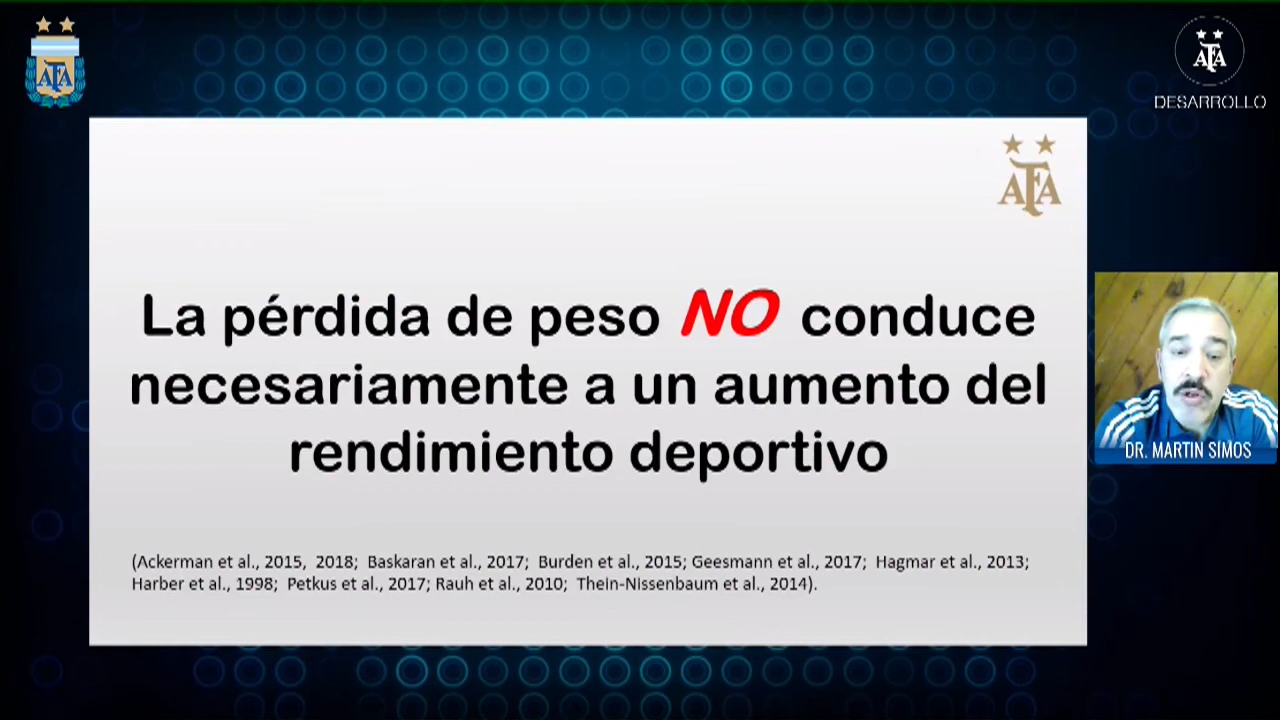 AFA
AFA
DESARROLLO
AFA
La pérdida de peso NO conduce
necesariamente a un aumento del
rendimiento deportivo
(Ackerman et al., 2015, 2018; Baskaran et al., 2017; Burden et al., 2015; Geesmann et al., 2017; Hagmar et al., 2013;
Harber et al., 1998; Petkus et al., 2017; Rauh et al., 2010; Thein-Nissenbaum et al., 2014).
DR. MARTIN SIMOS